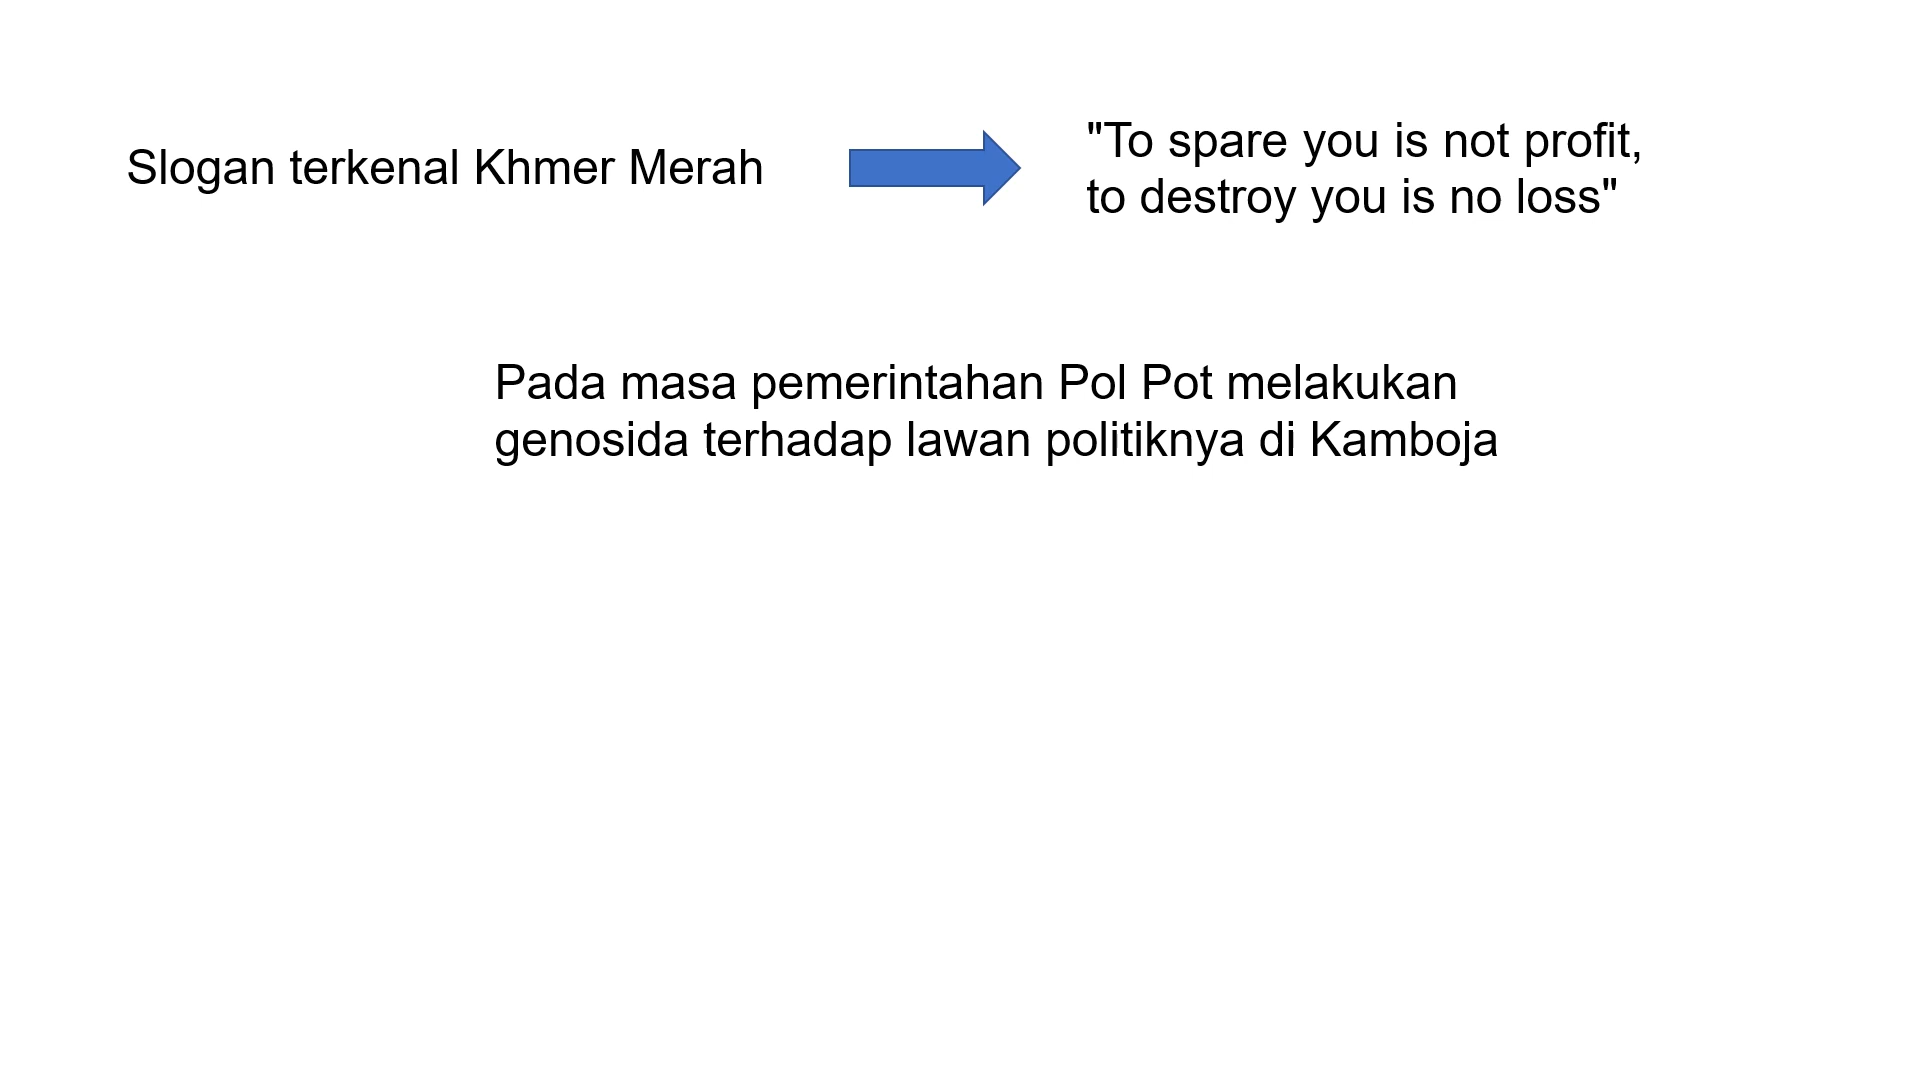 Slogan terkenal Khmer Merah
"To spare you is not profit,
to destroy you is no loss"
Pada masa pemerintahan Pol Pot melakukan
genosida terhadap lawan politiknya di Kamboja